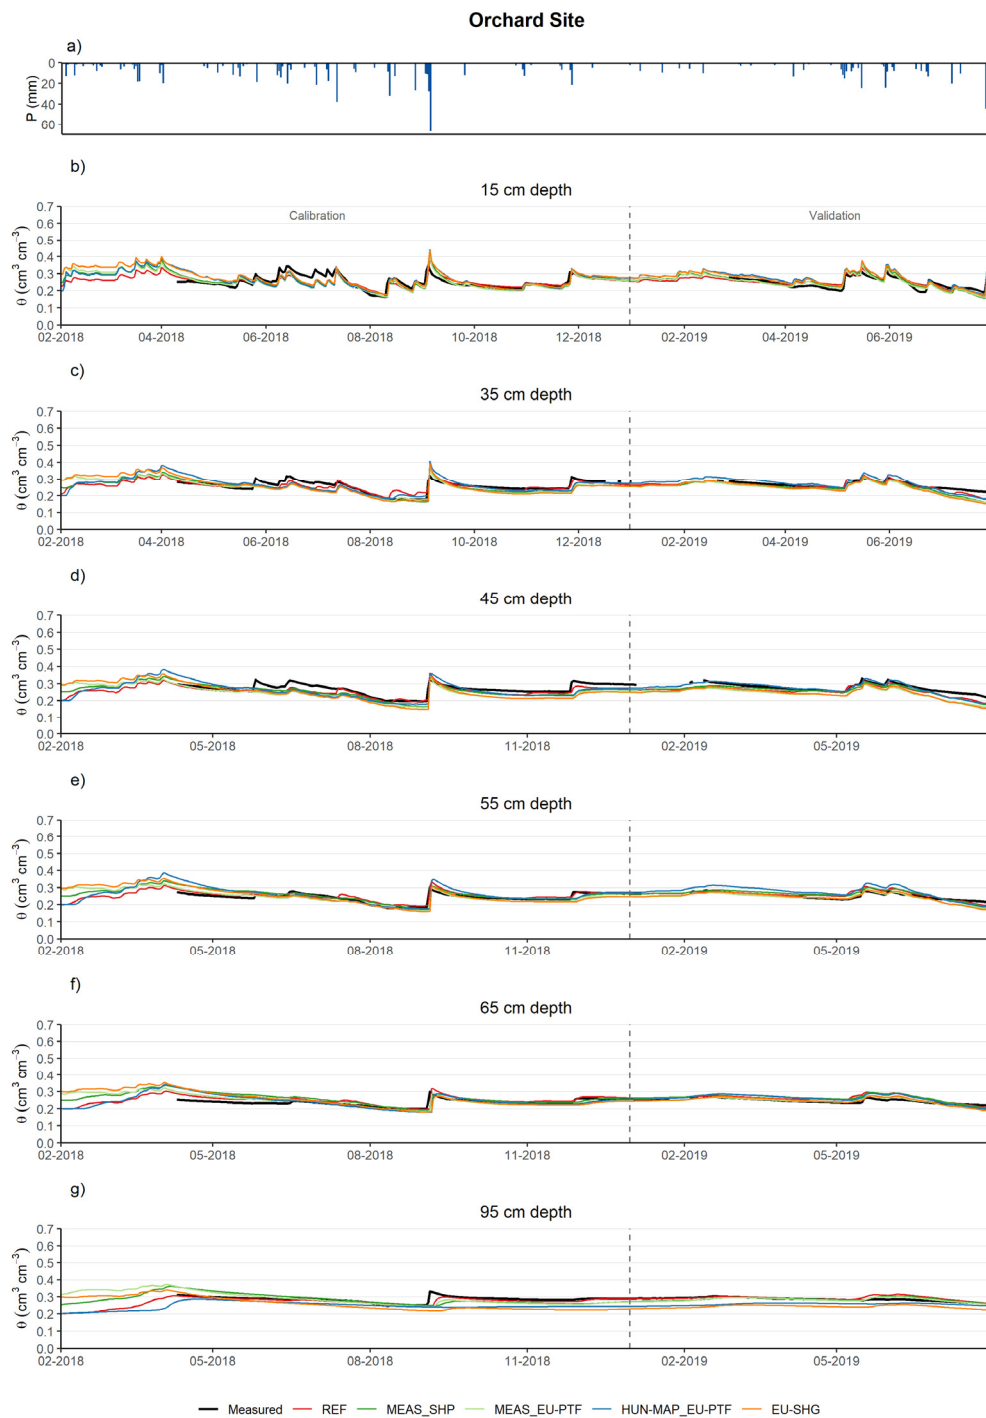 Orchard Site
a)
P (mm)
0
20
40
60
b)
15 cm depth
Calibration
Validation
θ (cm³ cm⁻³)
0.7
0.6
0.5
0.4
0.3
0.2
0.1
0.0
02-2018 04-2018 06-2018 08-2018 10-2018 12-2018 02-2019 04-2019 06-2019
c)
35 cm depth
θ (cm³ cm⁻³)
0.7
0.6
0.5
0.4
0.3
0.2
0.1
0.0
02-2018 04-2018 06-2018 08-2018 10-2018 12-2018 02-2019 04-2019 06-2019
d)
45 cm depth
θ (cm³ cm⁻³)
0.7
0.6
0.5
0.4
0.3
0.2
0.1
0.0
02-2018 05-2018 08-2018 11-2018 02-2019 05-2019
e)
55 cm depth
θ (cm³ cm⁻³)
0.7
0.6
0.5
0.4
0.3
0.2
0.1
0.0
02-2018 05-2018 08-2018 11-2018 02-2019 05-2019
f)
65 cm depth
θ (cm³ cm⁻³)
0.7
0.6
0.5
0.4
0.3
0.2
0.1
0.0
02-2018 05-2018 08-2018 11-2018 02-2019 05-2019
g)
95 cm depth
θ (cm³ cm⁻³)
0.7
0.6
0.5
0.4
0.3
0.2
0.1
0.0
02-2018 05-2018 08-2018 11-2018 02-2019 05-2019
Measured REF MEAS_SHP MEAS_EU-PTF HUN-MAP_EU-PTF EU-SHG